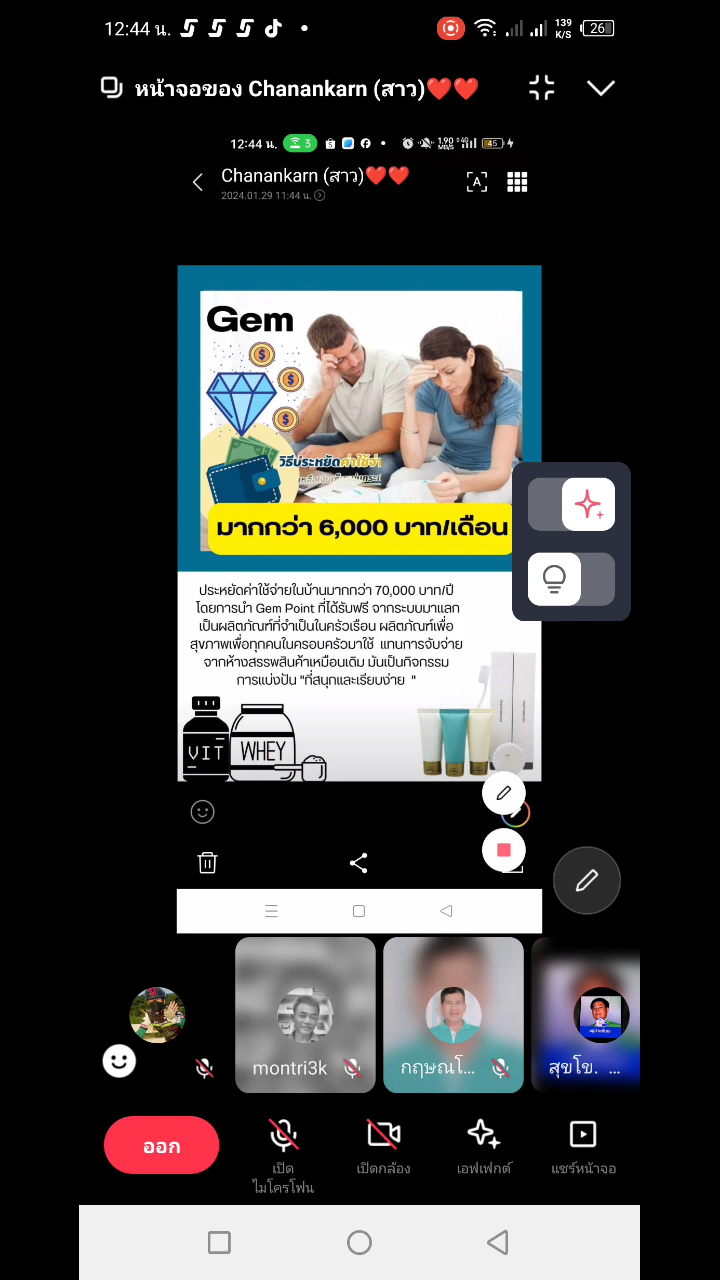 12:44 น.
139
K/S
26
หน้าจอของ Chanankarn (สาว)❤️❤️
12:44 น.
3
1.90
MB/S
4G
45
Chanankarn (สาว)❤️❤️
2024.01.29 11:44 น.
A
Gem
วิธีประหยัดค่าใช้จ่า
มากกว่า 6,000 บาท/เดือน
ประหยัดค่าใช้จ่ายในบ้านมากกว่า 70,000 บาท/ปี
โดยการนำ Gem Point ที่ได้รับฟรี จากระบบมาแลก
เป็นผลิตภัณฑ์ที่จำเป็นในครัวเรือน ผลิตภัณฑ์เพื่อ
สุขภาพเพื่อทุกคนในครอบครัวมาใช้ แทนการจับจ่าย
จากห้างสรรพสินค้าเหมือนเดิม มันเป็นกิจกรรม
การแบ่งปัน "ที่สนุกและเรียบง่าย "
VIT
WHEY
montri3k
กฤษณโ...
สุขโข. ...
ออก
เปิด
ไมโครโฟน
เปิดกล้อง
เอฟเฟกต์
แชร์หน้าจอ